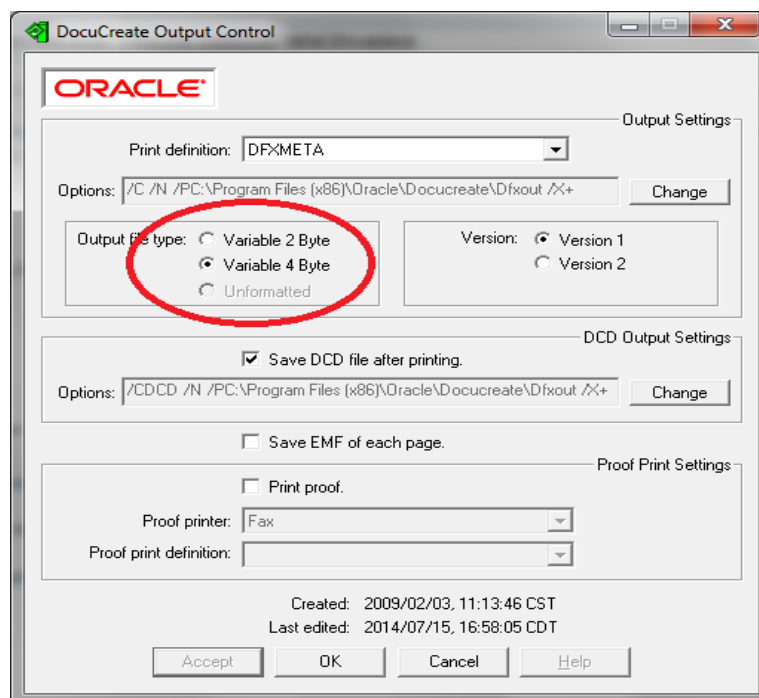 DocuCreate Output Control
ORACLE®
Output Settings
Print definition: DFXMETA
Options: /C /N /PC:\Program Files (x86)\Oracle\Docucreate\Dfxout /X+ Change
Output file type: Variable 2 Byte
Variable 4 Byte
Unformatted
Version: Version 1
Version 2
DCD Output Settings
Save DCD file after printing.
Options: /CDCD /N /PC:\Program Files (x86)\Oracle\Docucreate\Dfxout /X+ Change
Save EMF of each page.
Proof Print Settings
Print proof.
Proof printer: Fax
Proof print definition:
Created: 2009/02/03, 11:13:46 CST
Last edited: 2014/07/15, 16:58:05 CDT
Accept OK Cancel Help